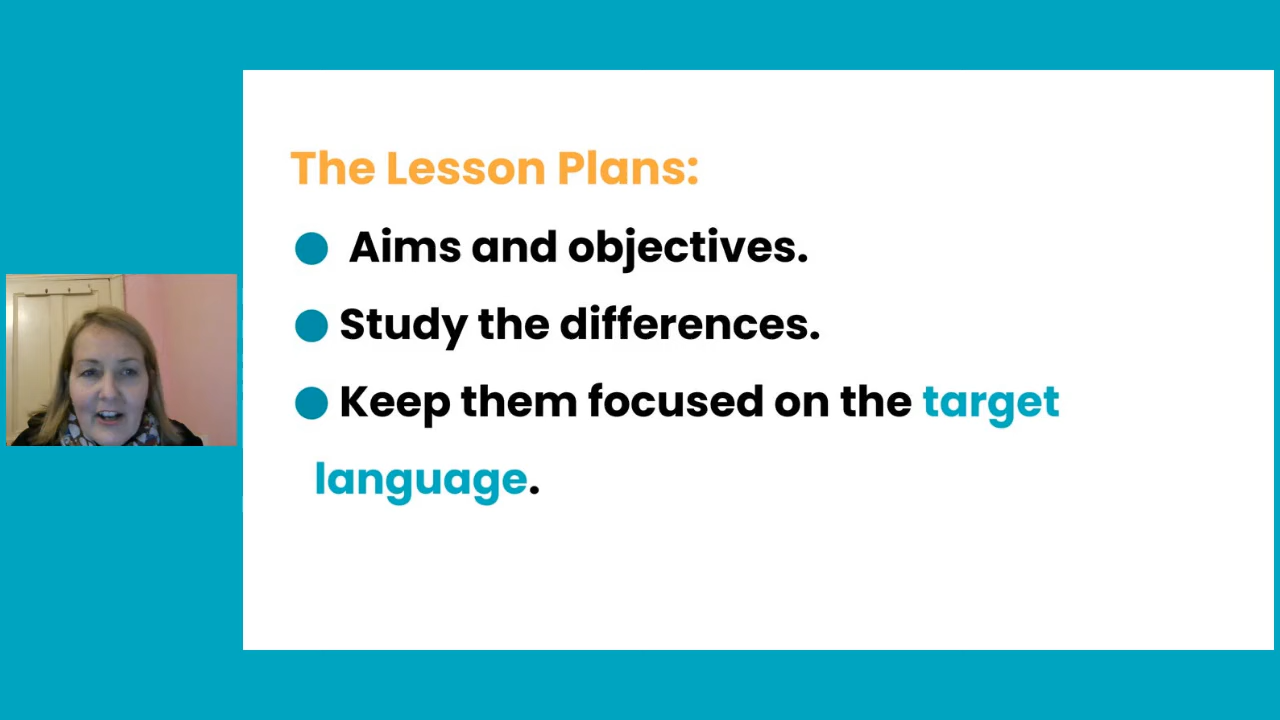 The Lesson Plans:
● Aims and objectives.
● Study the differences.
● Keep them focused on the target
language.